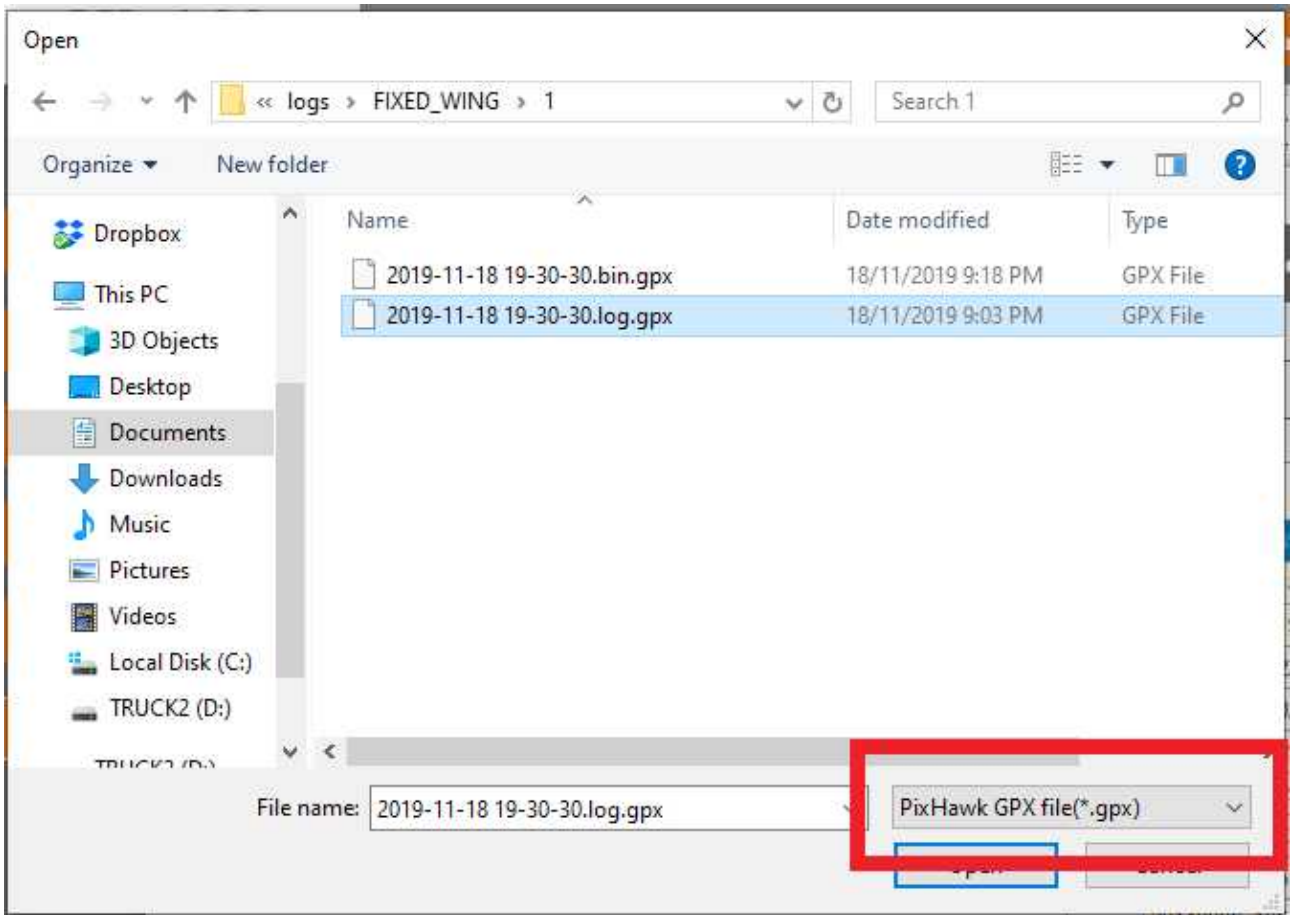 Open
« logs › FIXED_WING › 1
Search 1
Organize
New folder
Name
Date modified
Type
Dropbox
This PC
3D Objects
Desktop
Documents
Downloads
Music
Pictures
Videos
Local Disk (C:)
TRUCK2 (D:)
TRUCK2 (D:)
2019-11-18 19-30-30.bin.gpx 18/11/2019 9:18 PM GPX File
2019-11-18 19-30-30.log.gpx 18/11/2019 9:03 PM GPX File
File name: 2019-11-18 19-30-30.log.gpx
PixHawk GPX file(*.gpx)